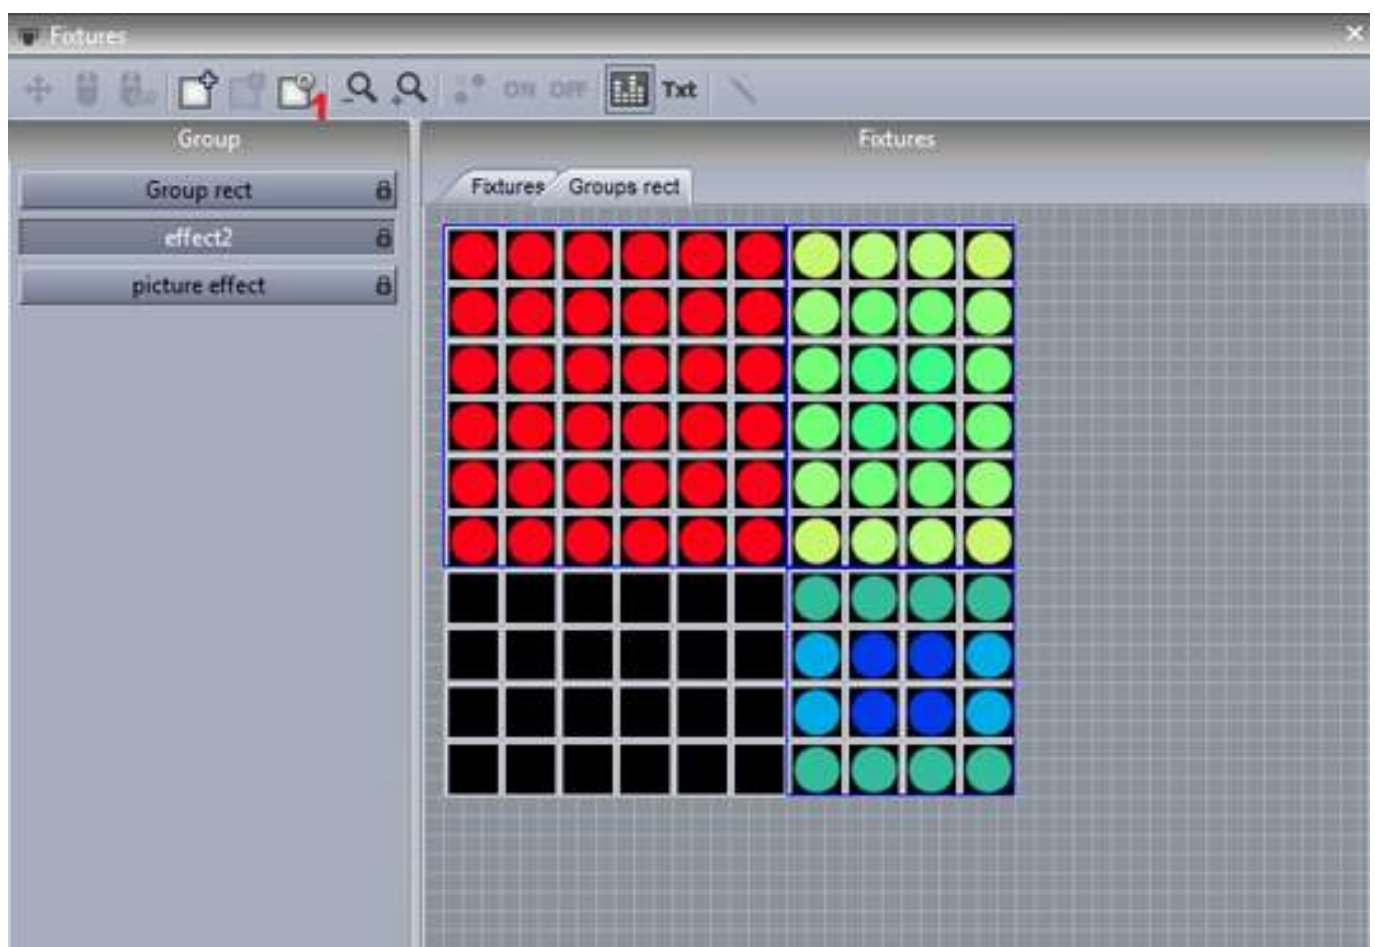 Fixtures
1
ON OFF Txt
Group
Fixtures
Group rect
effect2
picture effect
Fixtures Groups rect